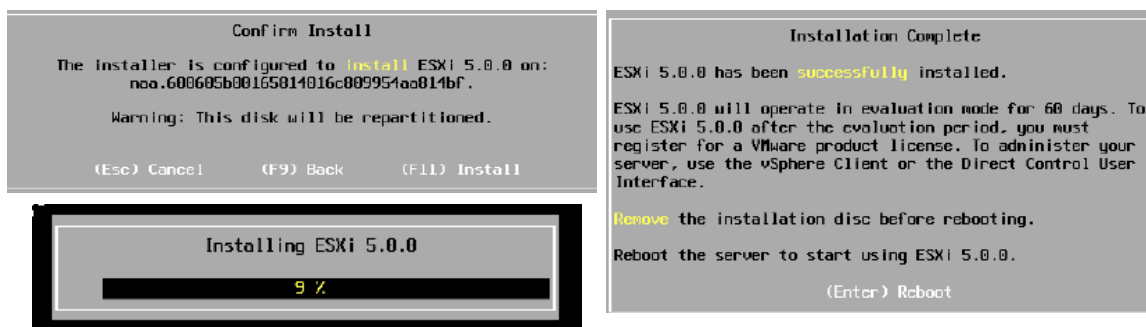 Confirm Install
The installer is configured to install ESXi 5.0.0 on:
naa.600605b00165814016c809954aa814bf.
Warning: This disk will be repartitioned.
(Esc) Cancel (F9) Back (F11) Install
Installing ESXi 5.0.0
9 %
Installation Complete
ESXi 5.0.0 has been successfully installed.
ESXi 5.0.0 will operate in evaluation mode for 60 days. To
use ESXi 5.0.0 after the evaluation period, you must
register for a VMware product license. To administer your
server, use the vSphere Client or the Direct Control User
Interface.
Remove the installation disc before rebooting.
Reboot the server to start using ESXi 5.0.0.
(Enter) Reboot